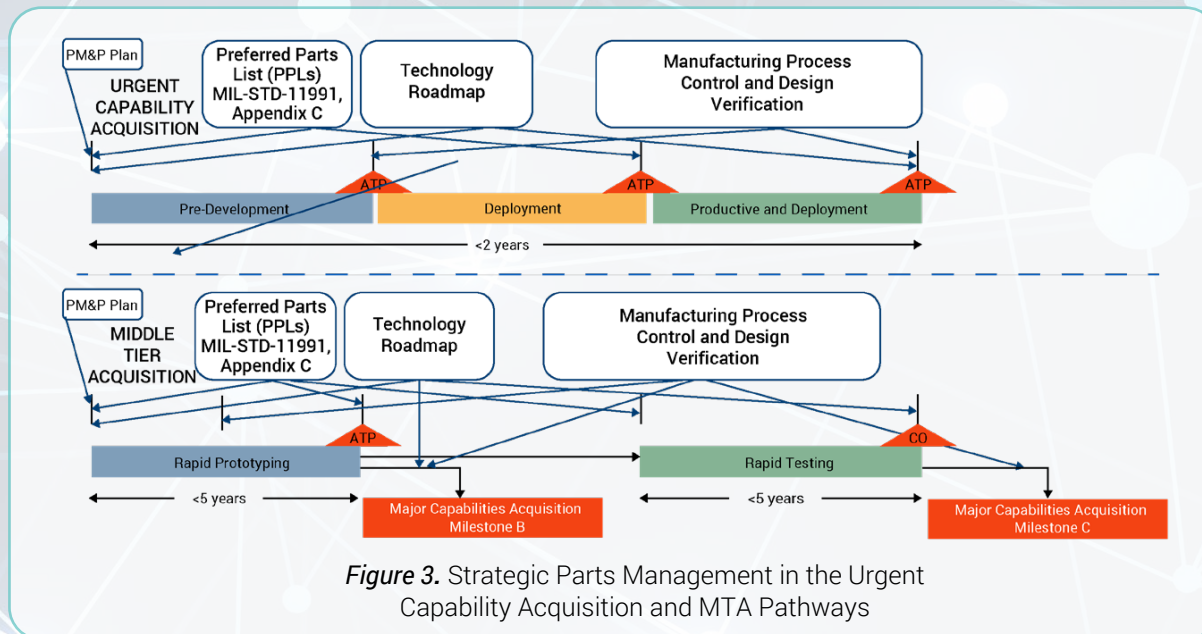 PM&P Plan
URGENT
CAPABILITY
ACQUISITION
Preferred Parts
List (PPLs)
MIL-STD-11991,
Appendix C
Technology
Roadmap
Manufacturing Process
Control and Design
Verification
ATP
ATP
ATP
Pre-Development
Deployment
Productive and Deployment
<2 years
PM&P Plan
MIDDLE
TIER
ACQUISITION
Preferred Parts
List (PPLs)
MIL-STD-11991,
Appendix C
Technology
Roadmap
Manufacturing Process
Control and Design
Verification
ATP
CO
Rapid Prototyping
Rapid Testing
<5 years
<5 years
Major Capabilities Acquisition
Milestone B
Major Capabilities Acquisition
Milestone C
Figure 3. Strategic Parts Management in the Urgent
Capability Acquisition and MTA Pathways